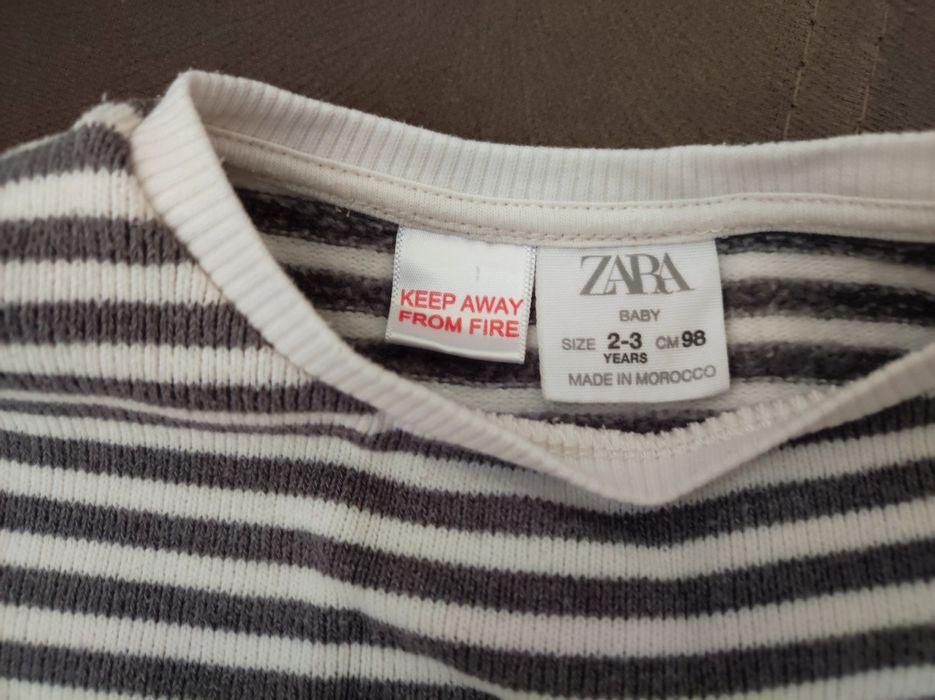 KEEP AWAY
FROM FIRE
ZARA
BABY
SIZE 2-3 CM 98
YEARS
MADE IN MOROCCO